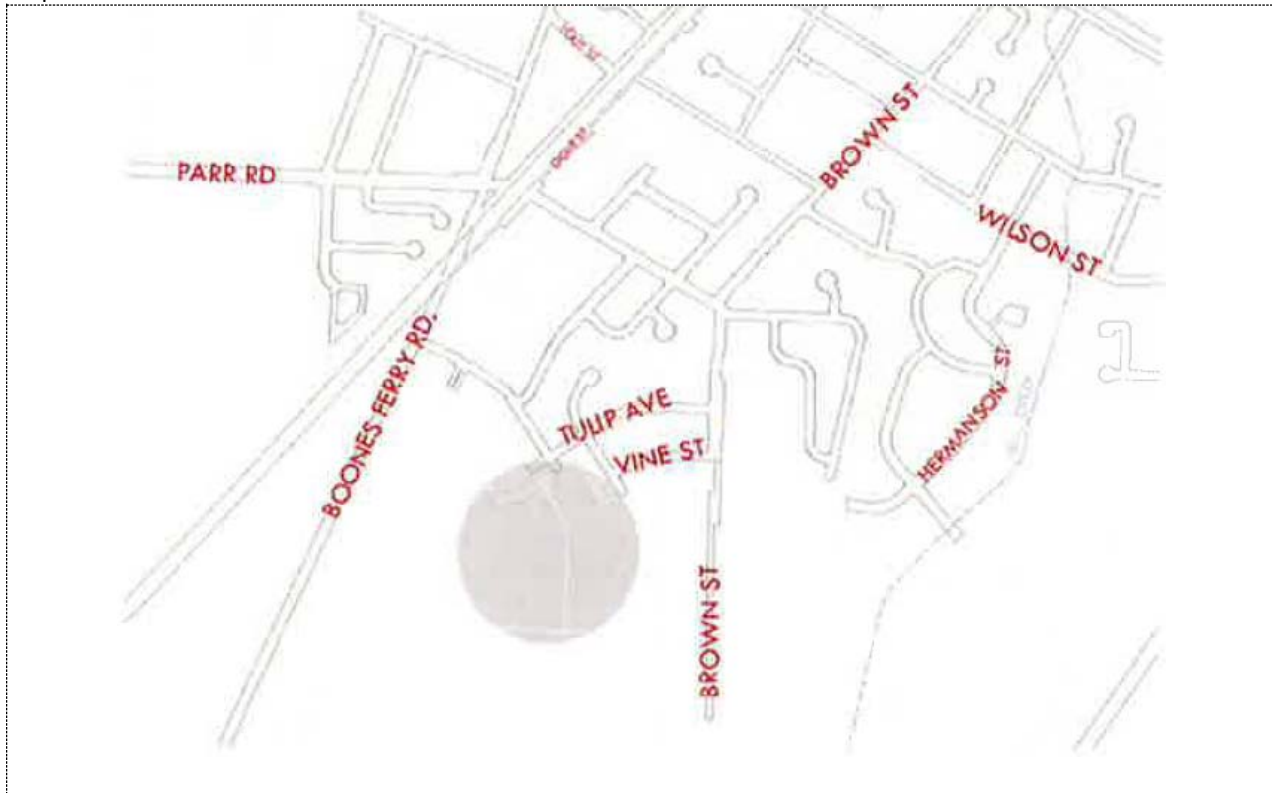 BROWN ST
PARR RD
WILSON ST
BOONES FERRY RD.
HERMANSON ST
TULIP AVE
VINE ST
BROWN ST